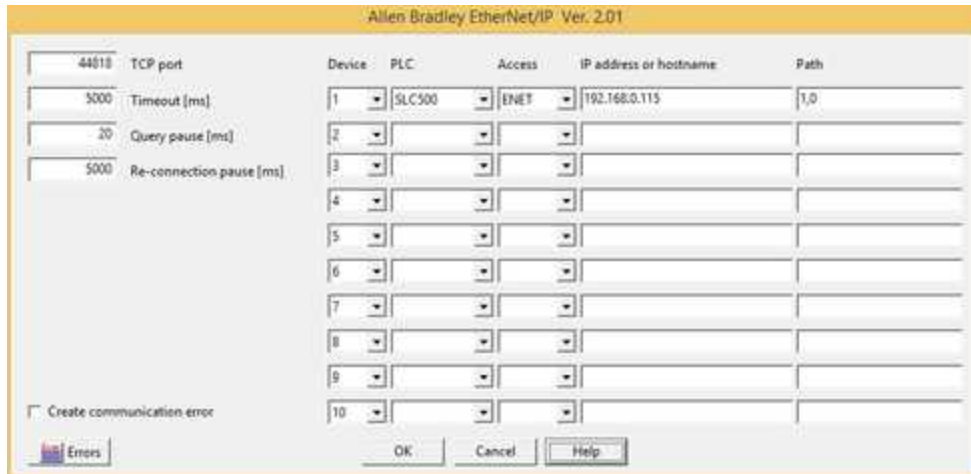 Allen Bradley EtherNet/IP Ver. 2.01
44818 TCP port Device PLC Access IP address or hostname Path
5000 Timeout [ms] 1 SLC500 ENET 192.168.0.115 1,0
20 Query pause [ms] 2
5000 Re-connection pause [ms] 3
4
5
6
7
8
9
Create communication error 10
Errors OK Cancel Help